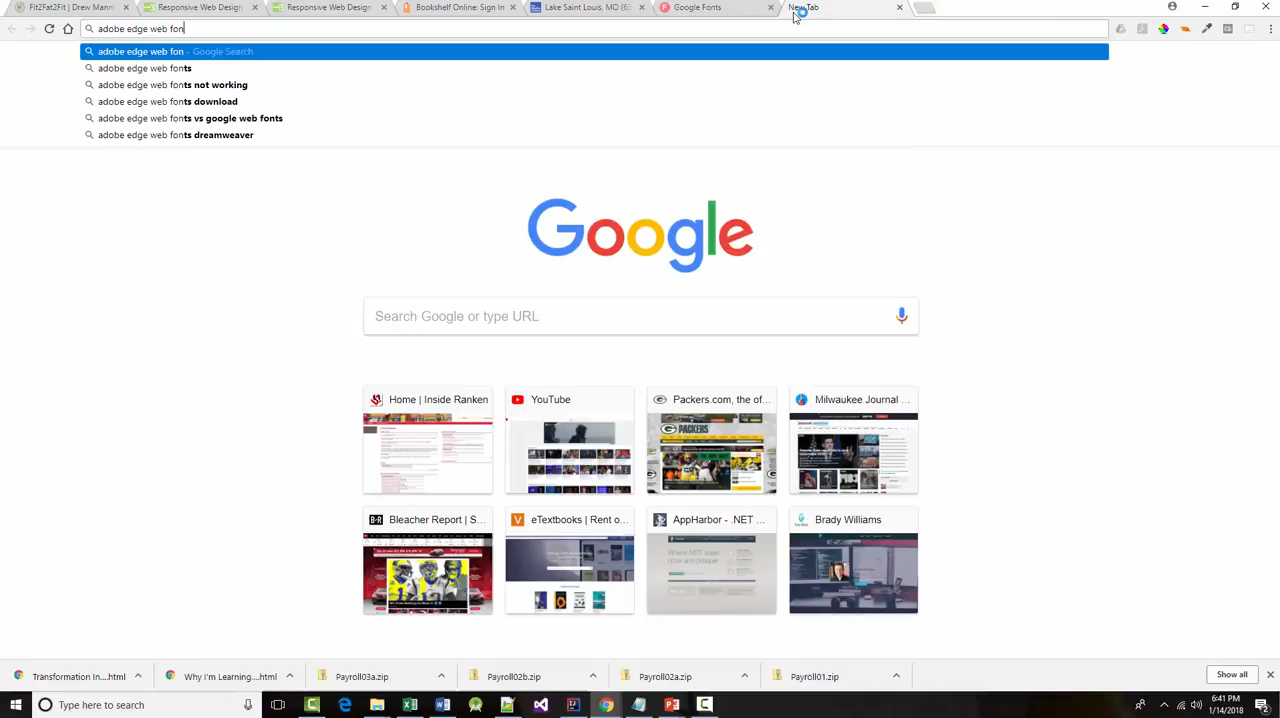 FitFat2Fit | Drew Manni
Responsive Web Design
Responsive Web Design
Bookshelf Online: Sign In
Lake Saint Louis, MO (63
Google Fonts
New Tab
adobe edge web fon
adobe edge web fon - Google Search
adobe edge web fonts
adobe edge web fonts not working
adobe edge web fonts download
adobe edge web fonts vs google web fonts
adobe edge web fonts dreamweaver
Google
Search Google or type URL
Home | Inside Ranken
YouTube
Packers.com, the of...
Milwaukee Journal ...
PACKERS
Bleacher Report | S...
eTextbooks | Rent o...
AppHarbor - .NET ...
Brady Williams
Transformation In....html
Why I'm Learning....html
Payroll03a.zip
Payroll02b.zip
Payroll02a.zip
Payroll01.zip
Show all
Type here to search
6:41 PM
1/14/2018